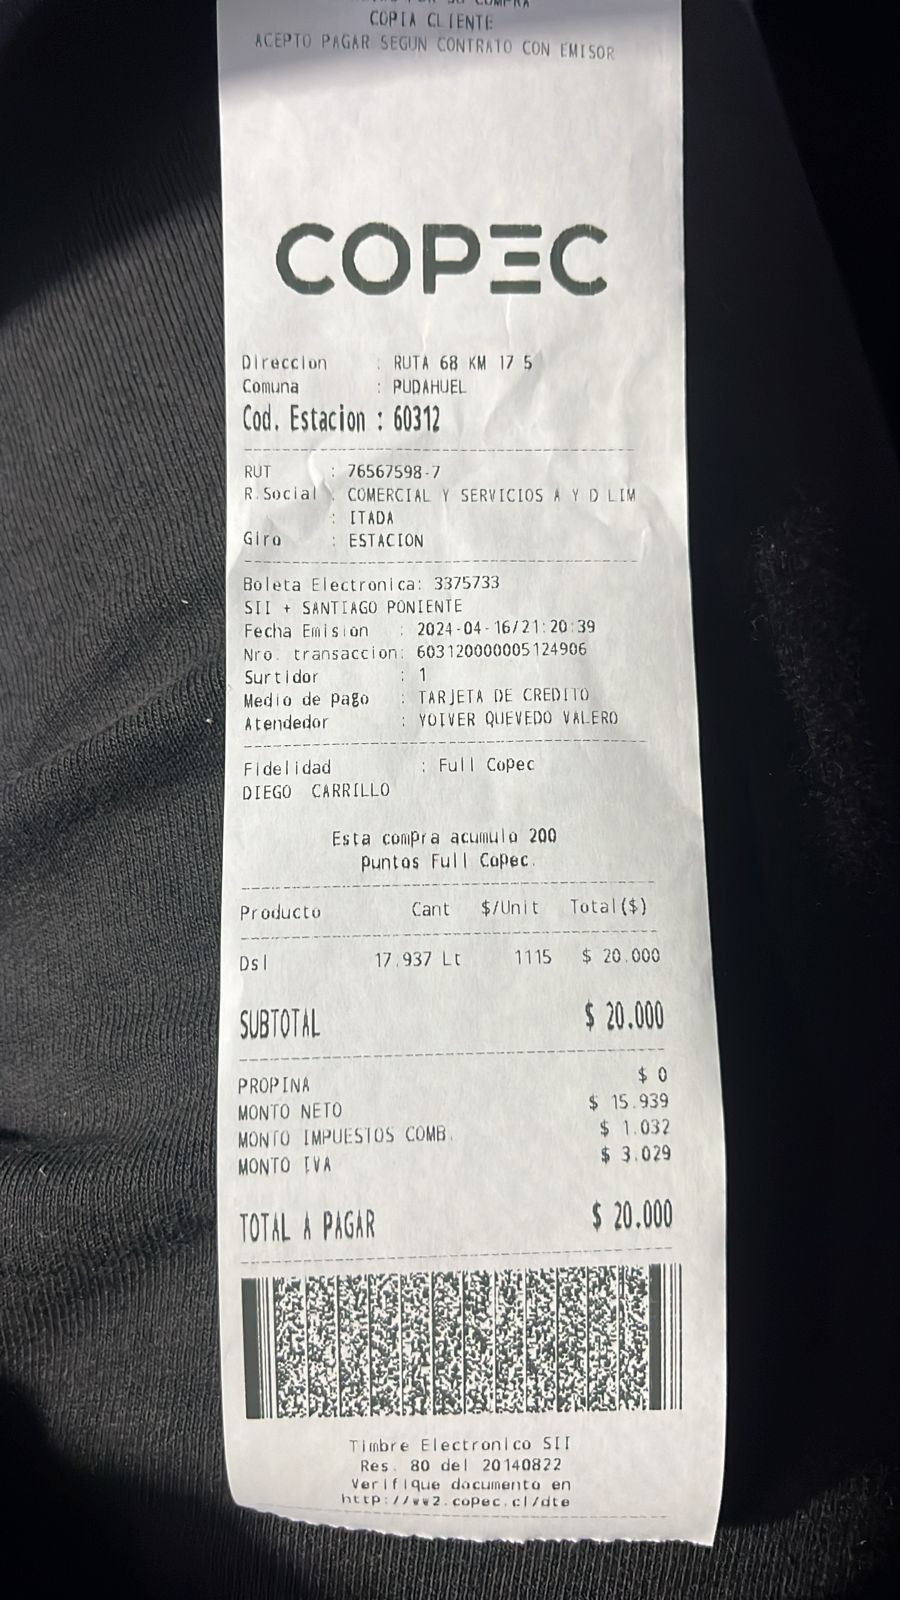 COPIA CLIENTE
ACEPTO PAGAR SEGUN CONTRATO CON EMISOR
COPEC
Direccion : RUTA 68 KM 17 5
Comuna : PUDAHUEL
Cod. Estacion : 60312
RUT : 76567598-7
R.Social : COMERCIAL Y SERVICIOS A Y D LIM
: ITADA
Giro : ESTACION
Boleta Electronica: 3375733
SII + SANTIAGO PONIENTE
Fecha Emision : 2024-04-16/21:20:39
Nro. transaccion: 603120000005124906
Surtidor : 1
Medio de pago : TARJETA DE CREDITO
Atendedor : YOIVER QUEVEDO VALERO
Fidelidad : Full Copec
DIEGO CARRILLO
Esta compra acumulo 200
puntos Full Copec.
Producto Cant $/Unit Total($)
Dsl 17.937 Lt 1115 $ 20.000
SUBTOTAL $ 20.000
PROPINA $ 0
MONTO NETO $ 15.939
MONTO IMPUESTOS COMB. $ 1.032
MONTO IVA $ 3.029
TOTAL A PAGAR $ 20.000
Timbre Electronico SII
Res. 80 del 20140822
Verifique documento en
http://ww2.copec.cl/dte